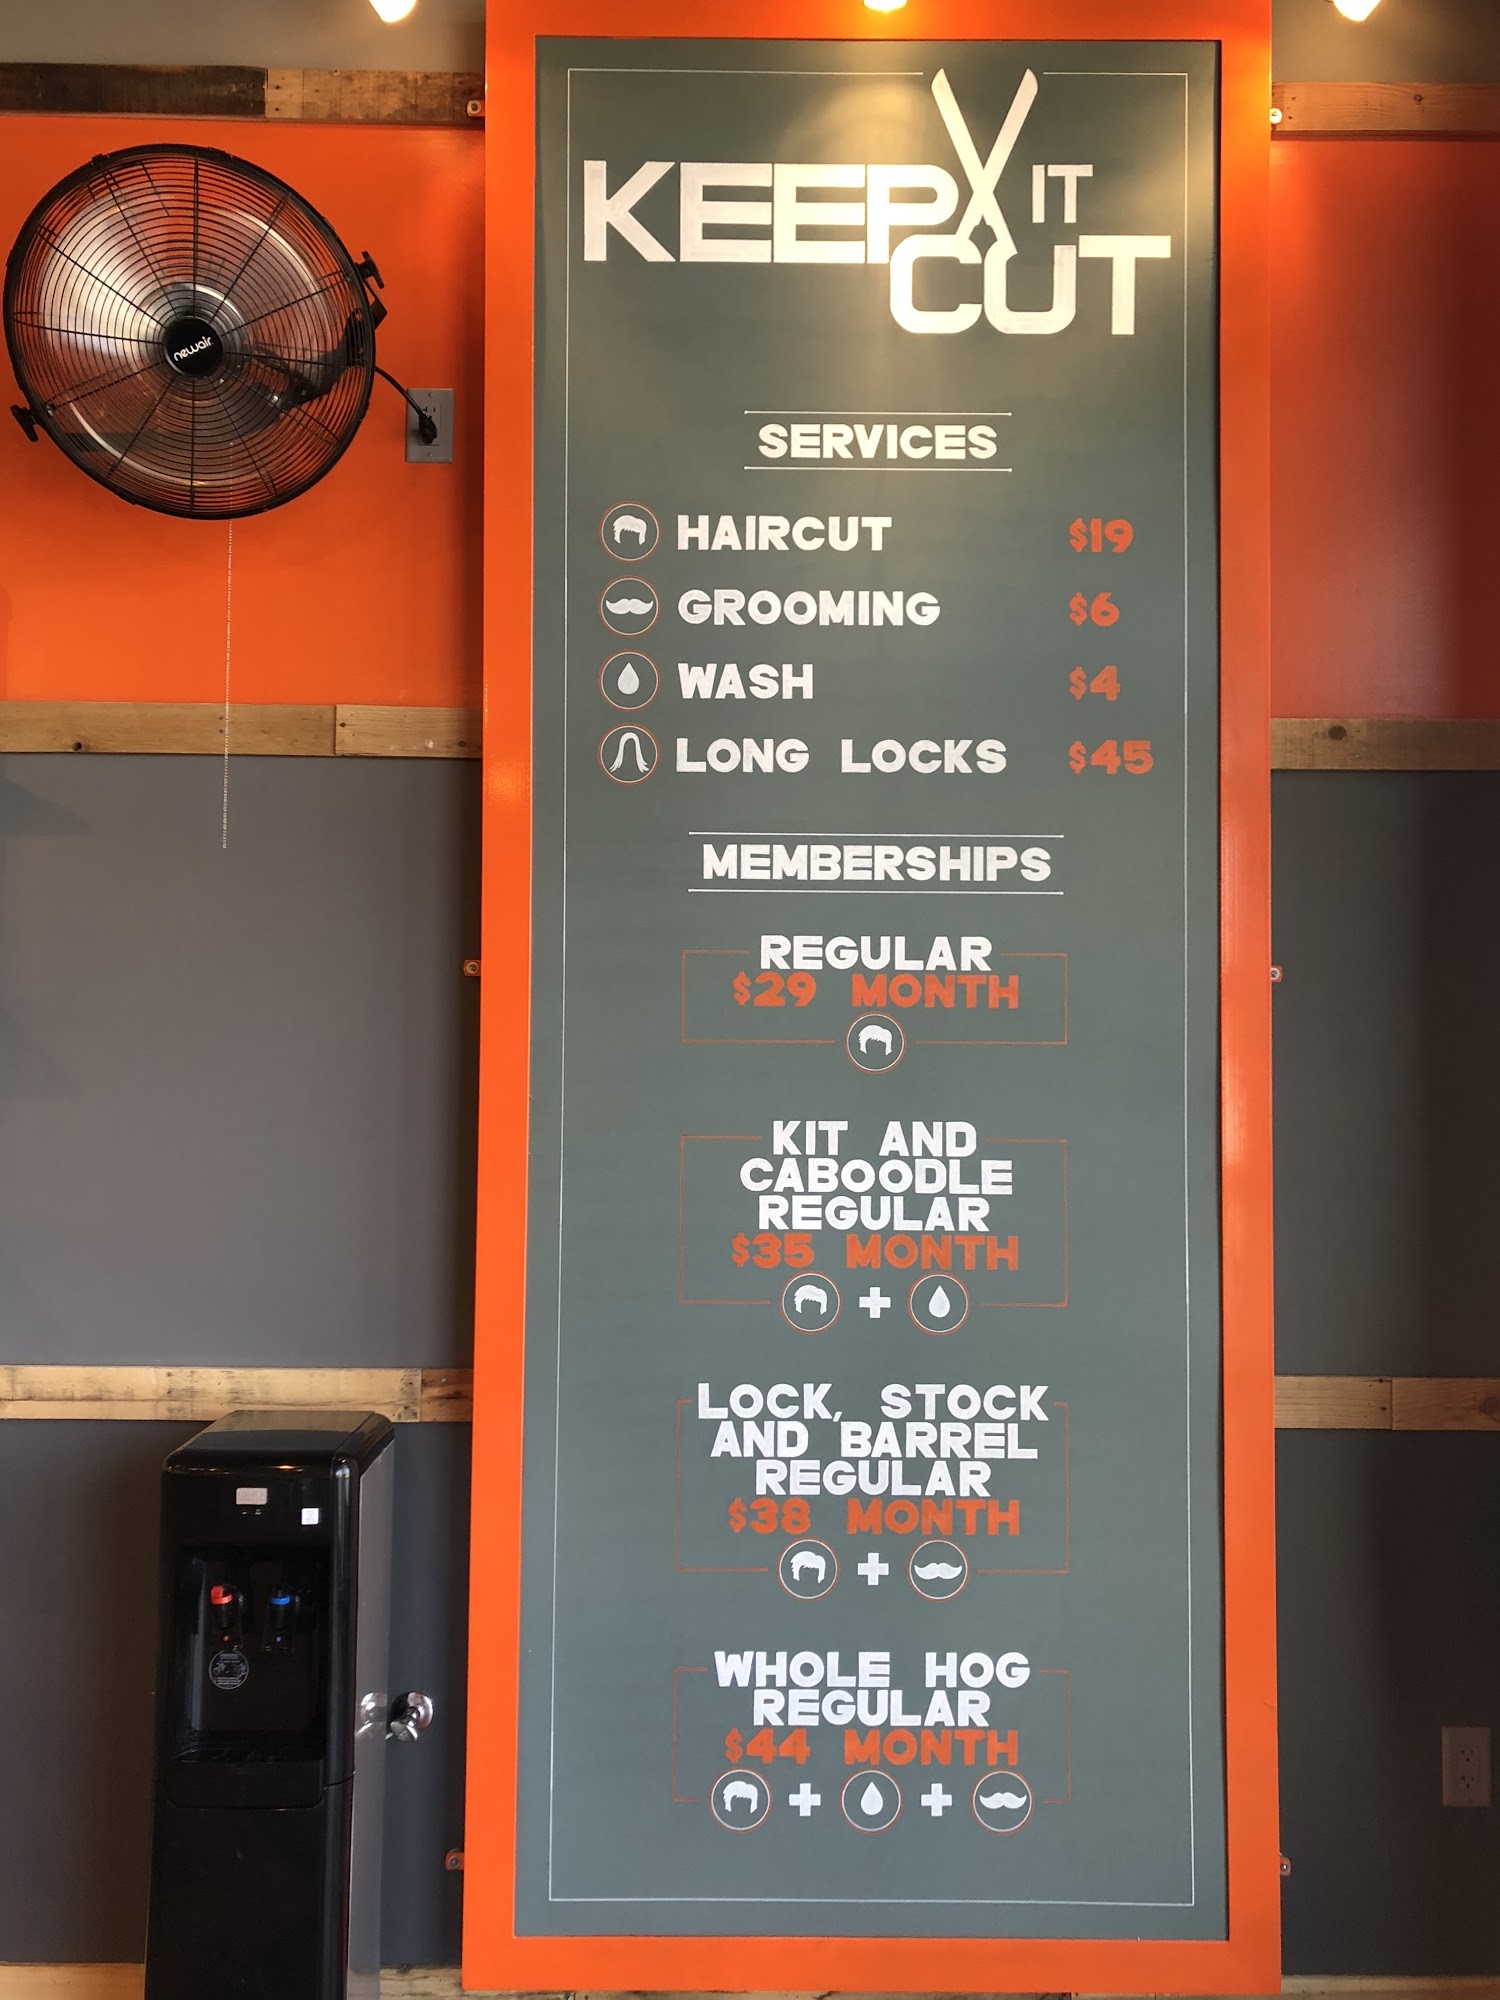 KEEP IT
CUT
newair
SERVICES
HAIRCUT $19
GROOMING $6
WASH $4
LONG LOCKS $45
MEMBERSHIPS
REGULAR
$29 MONTH
KIT AND
CABOODLE
REGULAR
$35 MONTH
+
LOCK, STOCK
AND BARREL
REGULAR
$38 MONTH
+
WHOLE HOG
REGULAR
$44 MONTH
+ +